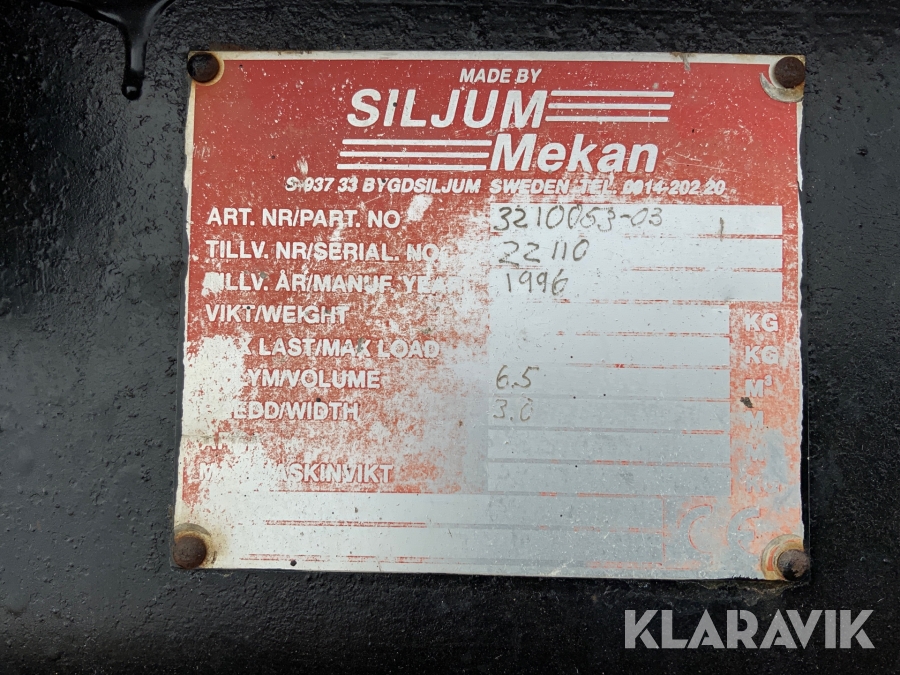 MADE BY
SILJUM
Mekan
S-937 33 BYGDSILJUM SWEDEN TEL. 0914-202 20
ART. NR/PART. NO 3210063-03
TILLV. NR/SERIAL. NO 22110
TILLV. ÅR/MANUF. YEAR 1996
VIKT/WEIGHT KG
LAST/MAX LOAD KG
YM/VOLUME 6.5 M³
EDD/WIDTH 3.0 M
ASKINVIKT
CE
KLARAVIK